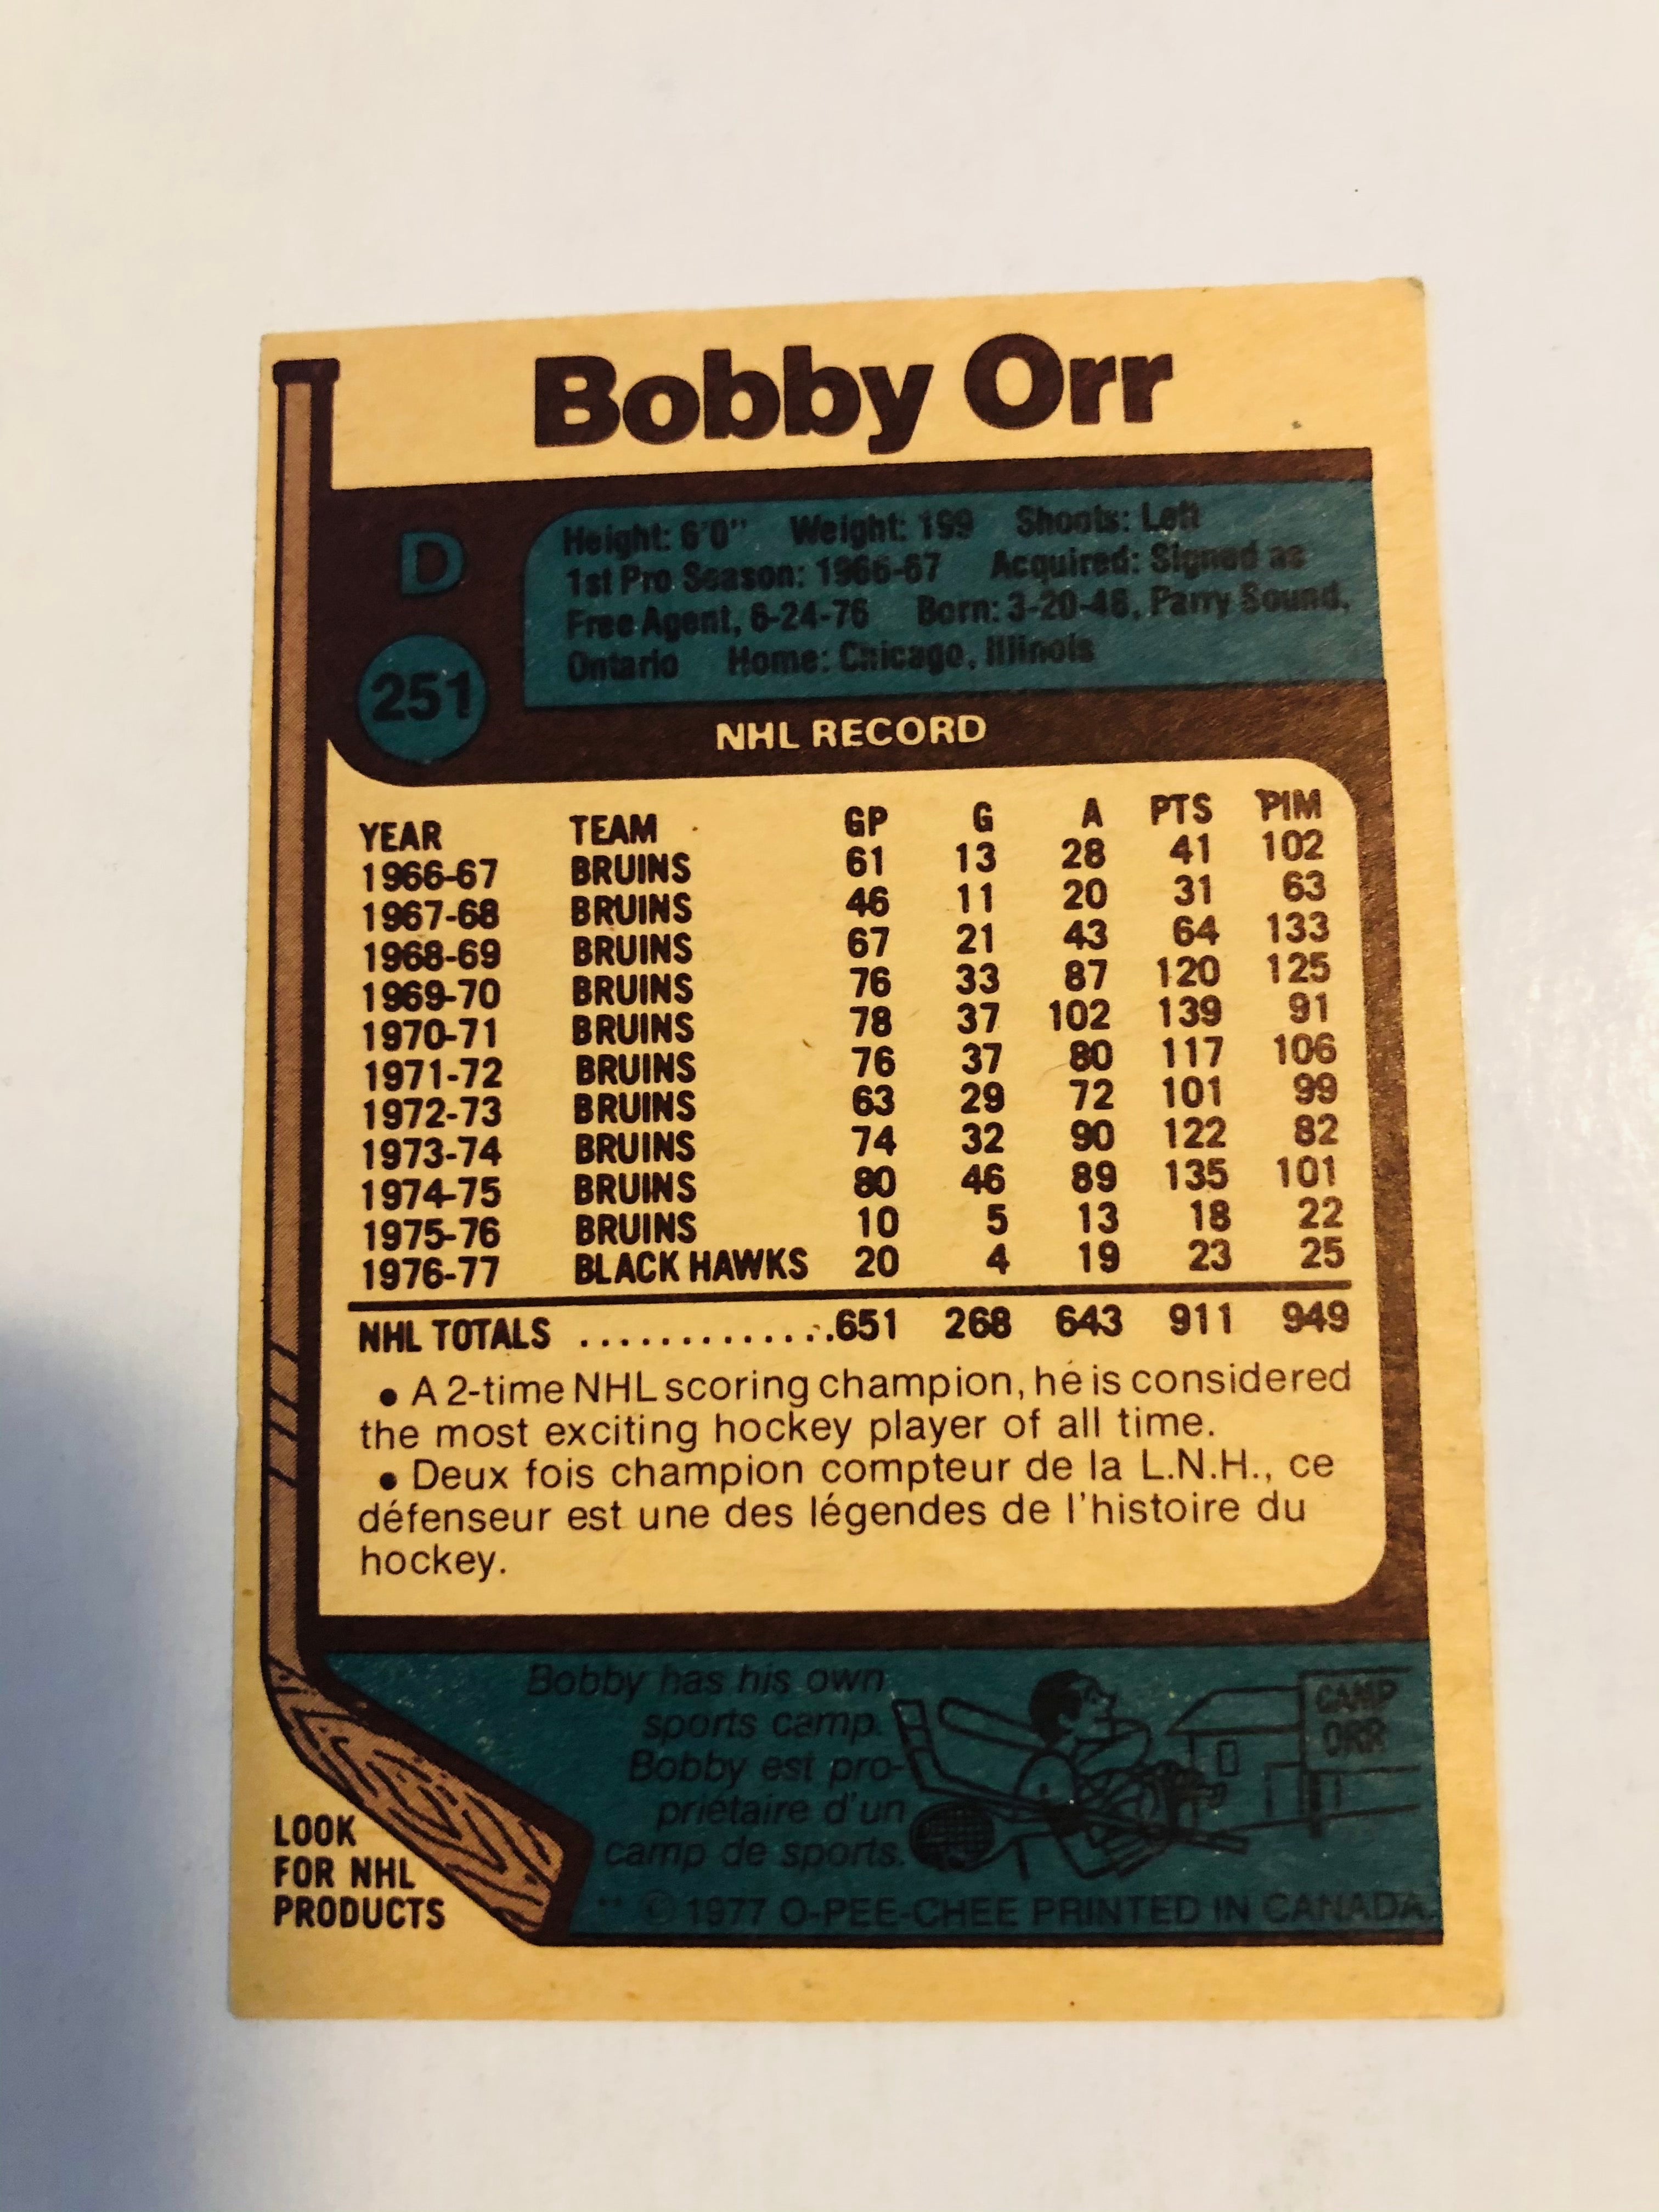 Bobby Orr
D
251
Height: 6'0" Weight: 199 Shoots: Left
1st Pro Season: 1966-67 Acquired: Signed as
Free Agent, 6-24-76 Born: 3-20-48, Parry Sound,
Ontario Home: Chicago, Illinois
NHL RECORD
YEAR TEAM GP G A PTS PIM
1966-67 BRUINS 61 13 28 41 102
1967-68 BRUINS 46 11 20 31 63
1968-69 BRUINS 67 21 43 64 133
1969-70 BRUINS 76 33 87 120 125
1970-71 BRUINS 78 37 102 139 91
1971-72 BRUINS 76 37 80 117 106
1972-73 BRUINS 63 29 72 101 99
1973-74 BRUINS 74 32 90 122 82
1974-75 BRUINS 80 46 89 135 101
1975-76 BRUINS 10 5 13 18 22
1976-77 BLACK HAWKS 20 4 19 23 25
NHL TOTALS .............651 268 643 911 949
• A 2-time NHL scoring champion, he is considered
the most exciting hockey player of all time.
• Deux fois champion compteur de la L.N.H., ce
défenseur est une des légendes de l'histoire du
hockey.
Bobby has his own
sports camp.
Bobby est pro-
priétaire d'un
camp de sports.
CAMP
ORR
LOOK
FOR NHL
PRODUCTS
** © 1977 O-PEE-CHEE PRINTED IN CANADA.